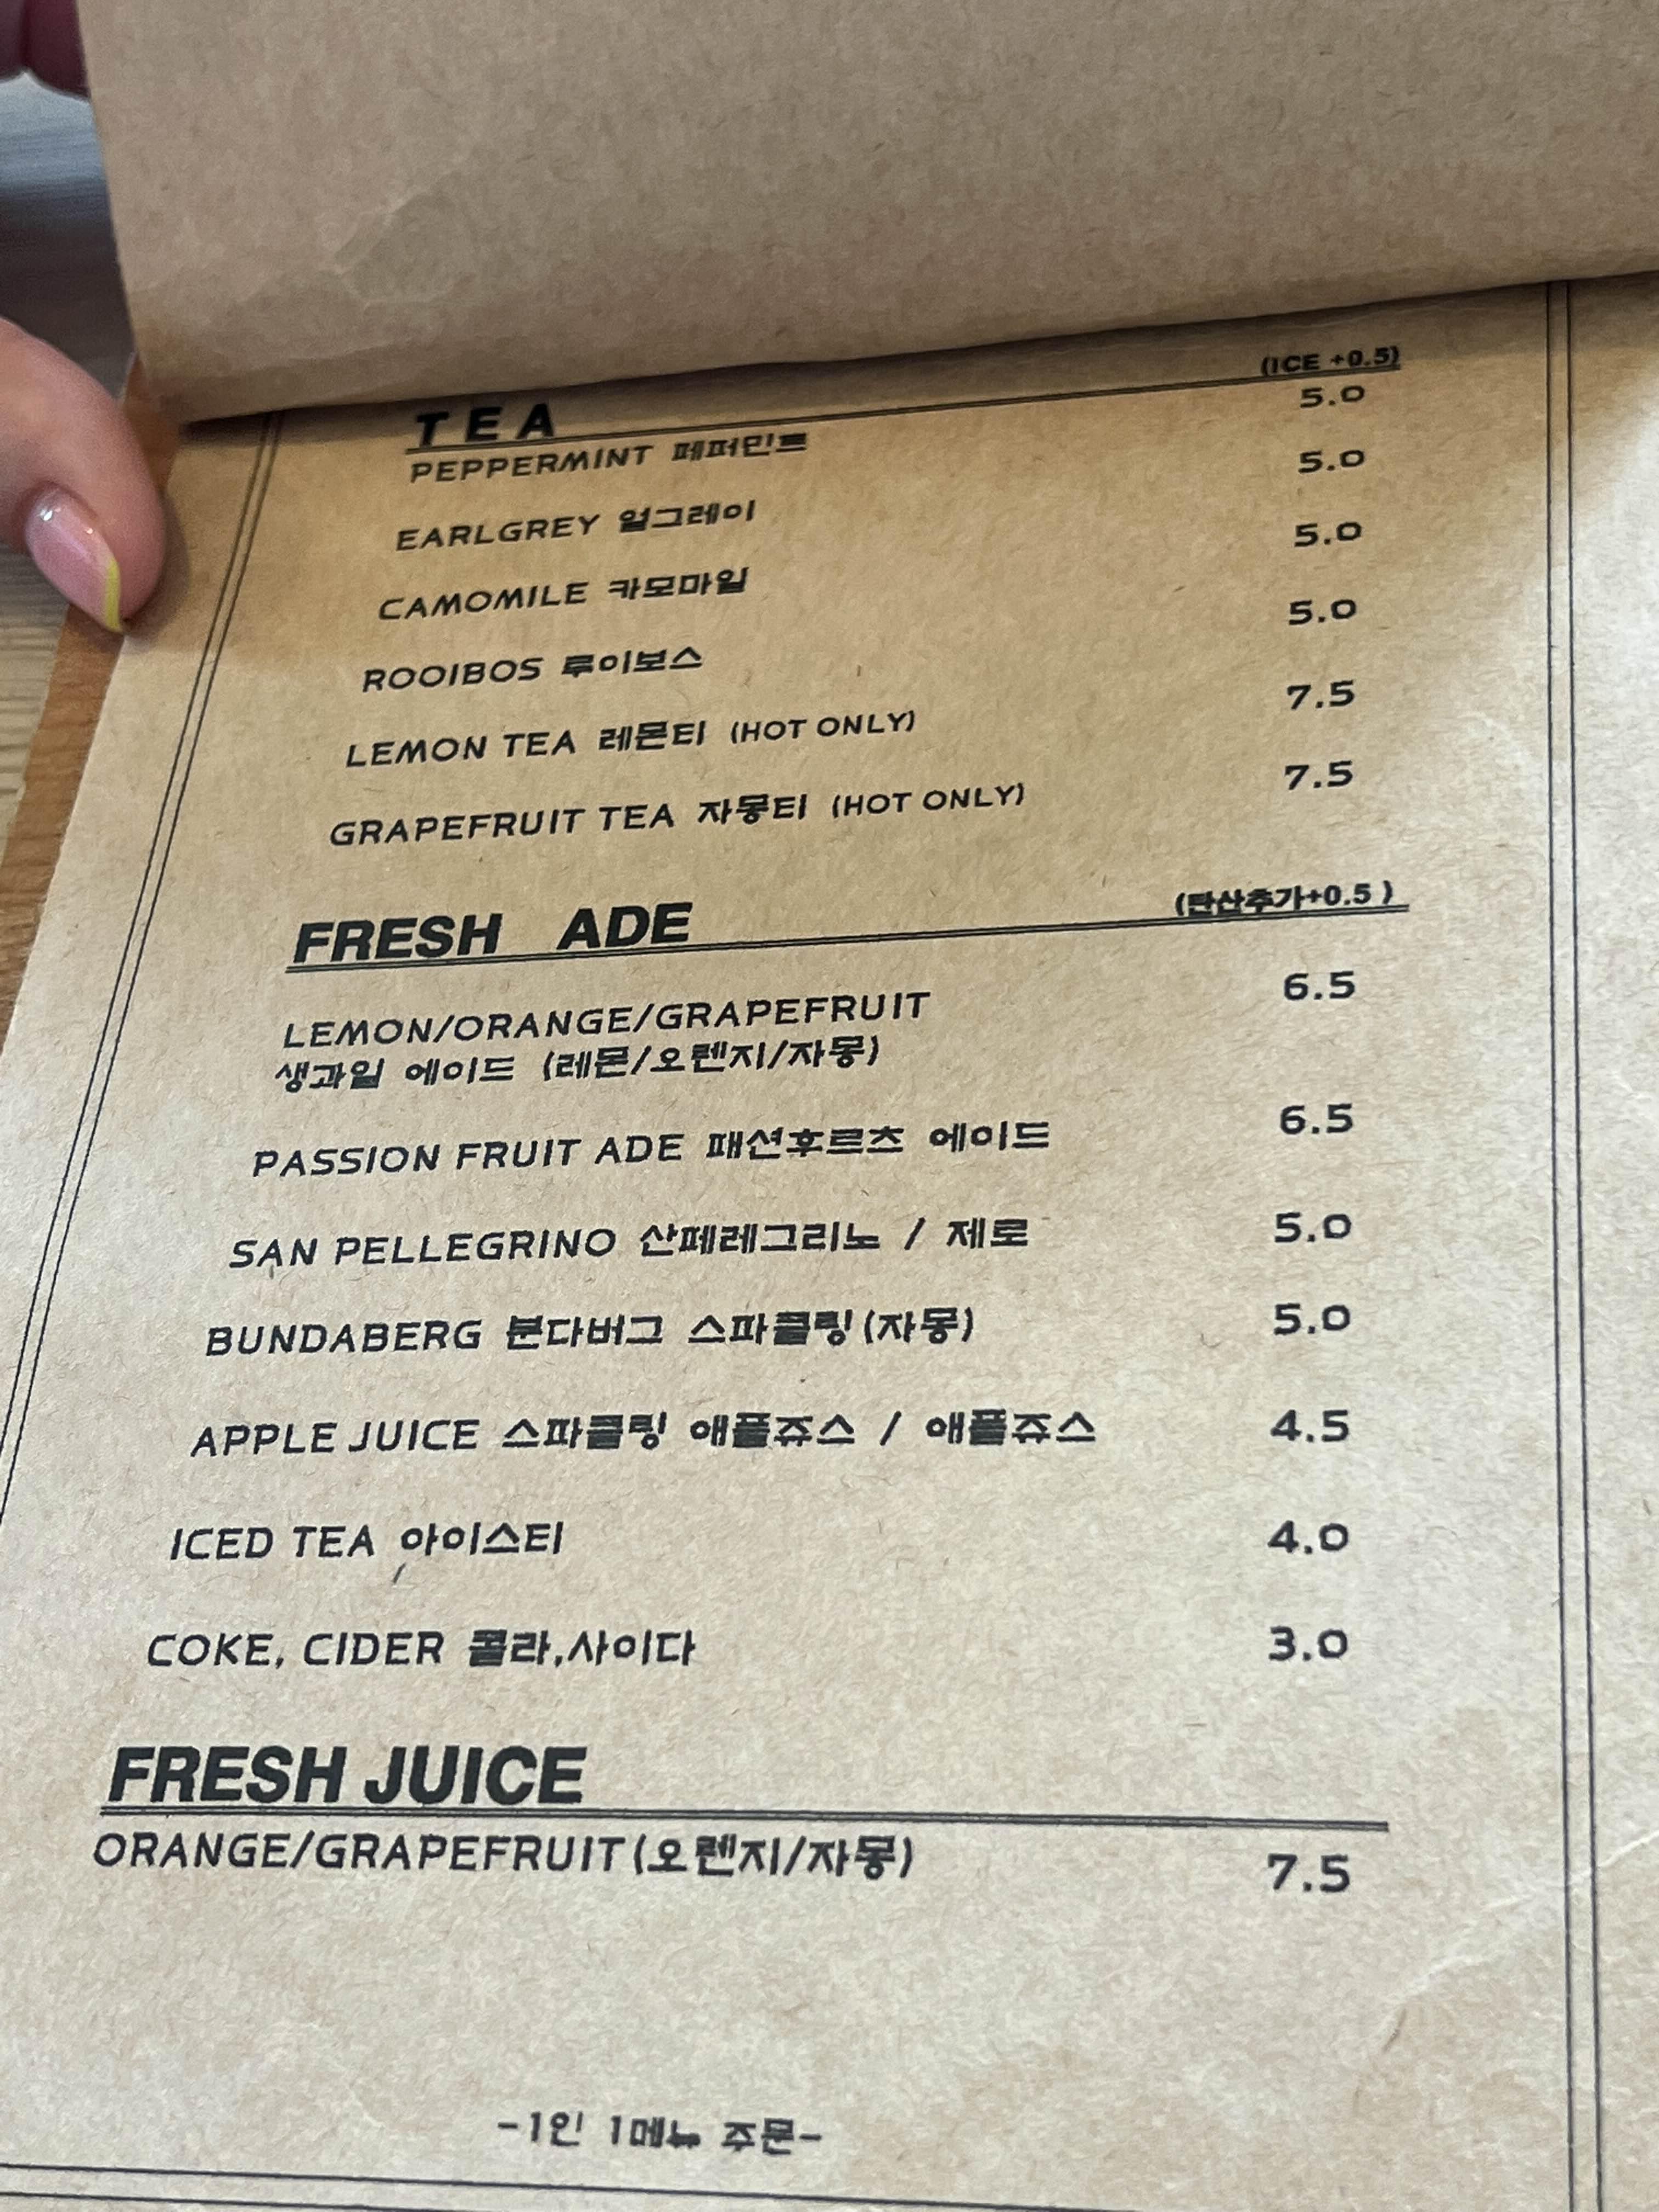 (ICE +0.5)
TEA
PEPPERMINT 페퍼민트 5.0
EARLGREY 얼그레이 5.0
CAMOMILE 카모마일 5.0
ROOIBOS 루이보스 5.0
LEMON TEA 레몬티 (HOT ONLY) 7.5
GRAPEFRUIT TEA 자몽티 (HOT ONLY) 7.5
FRESH ADE (탄산추가+0.5 )
LEMON/ORANGE/GRAPEFRUIT 6.5
생과일 에이드 (레몬/오렌지/자몽)
PASSION FRUIT ADE 패션후르츠 에이드 6.5
SAN PELLEGRINO 산페레그리노 / 제로 5.0
BUNDABERG 분다버그 스파클링(자몽) 5.0
APPLE JUICE 스파클링 애플쥬스 / 애플쥬스 4.5
ICED TEA 아이스티 4.0
COKE, CIDER 콜라,사이다 3.0
FRESH JUICE
ORANGE/GRAPEFRUIT(오렌지/자몽) 7.5
-1인 1메뉴 주문-